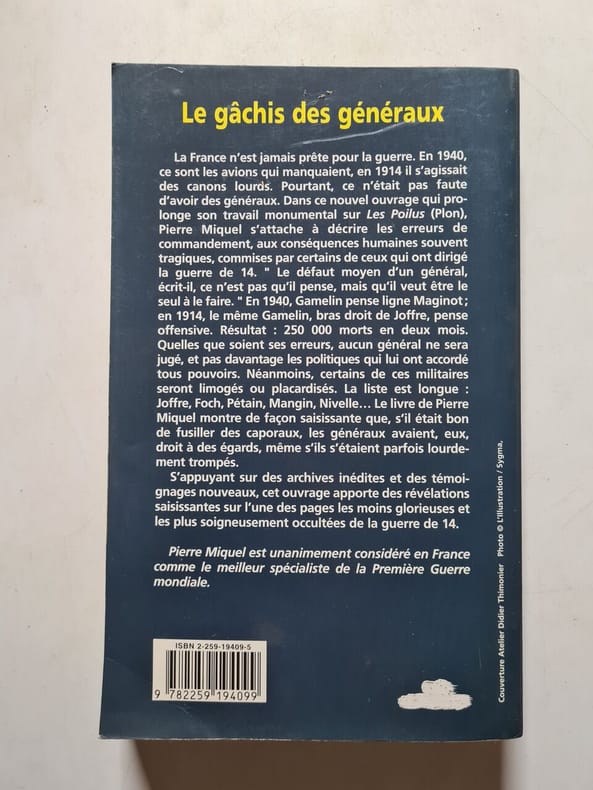 Le gâchis des généraux
La France n'est jamais prête pour la guerre. En 1940,
ce sont les avions qui manquaient, en 1914 il s'agissait
des canons lourds. Pourtant, ce n'était pas faute
d'avoir des généraux. Dans ce nouvel ouvrage qui pro-
longe son travail monumental sur Les Poilus (Plon),
Pierre Miquel s'attache à décrire les erreurs de
commandement, aux conséquences humaines souvent
tragiques, commises par certains de ceux qui ont dirigé
la guerre de 14. " Le défaut moyen d'un général,
écrit-il, ce n'est pas qu'il pense, mais qu'il veut être le
seul à le faire. " En 1940, Gamelin pense ligne Maginot ;
en 1914, le même Gamelin, bras droit de Joffre, pense
offensive. Résultat : 250 000 morts en deux mois.
Quelles que soient ses erreurs, aucun général ne sera
jugé, et pas davantage les politiques qui lui ont accordé
tous pouvoirs. Néanmoins, certains de ces militaires
seront limogés ou placardisés. La liste est longue :
Joffre, Foch, Pétain, Mangin, Nivelle... Le livre de Pierre
Miquel montre de façon saisissante que, s'il était bon
de fusiller des caporaux, les généraux avaient, eux,
droit à des égards, même s'ils s'étaient parfois lourde-
ment trompés.
S'appuyant sur des archives inédites et des témoi-
gnages nouveaux, cet ouvrage apporte des révélations
saisissantes sur l'une des pages les moins glorieuses et
les plus soigneusement occultées de la guerre de 14.
Pierre Miquel est unanimement considéré en France
comme le meilleur spécialiste de la Première Guerre
mondiale.
ISBN 2-259-19409-5
9 782259 194099
Couverture Atelier Didier Thimonier Photo © L'Illustration / Sygma.